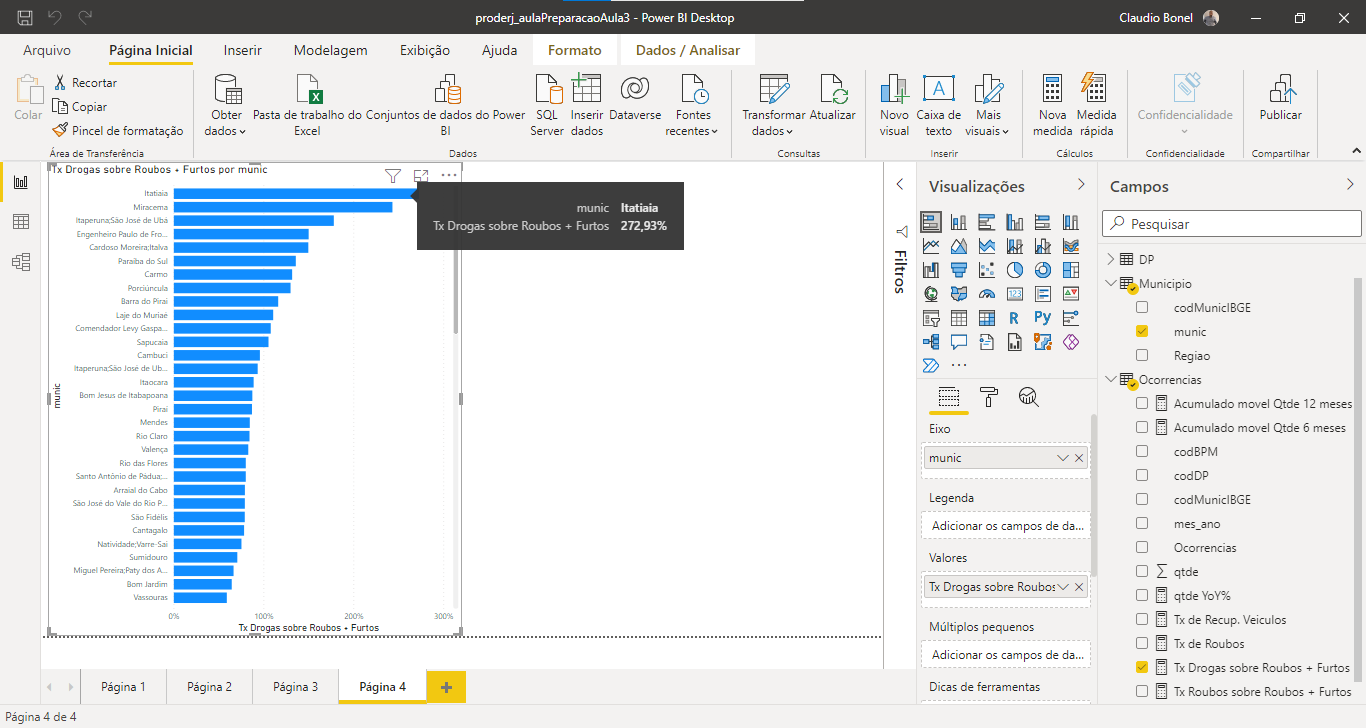 proderj_aulaPreparacaoAula3 - Power BI Desktop
Claudio Bonel
Arquivo
Página Inicial
Inserir
Modelagem
Exibição
Ajuda
Formato
Dados / Analisar
Colar
Recortar
Copiar
Pincel de formatação
Área de Transferência
Obter
dados
Pasta de trabalho do
Excel
Conjuntos de dados do Power
BI
SQL
Server
Inserir
dados
Dataverse
Fontes
recentes
Dados
Transformar
dados
Atualizar
Consultas
Novo
visual
Caixa de
texto
Mais
visuais
Inserir
Nova
medida
Medida
rápida
Cálculos
Confidencialidade
Confidencialidade
Publicar
Compartilhar
Tx Drogas sobre Roubos + Furtos por munic
munic Itatiaia
Tx Drogas sobre Roubos + Furtos 272,93%
munic
Itatiaia
Miracema
Itaperuna;São José de Ubá
Engenheiro Paulo de Fro...
Cardoso Moreira;Italva
Paraíba do Sul
Carmo
Porciúncula
Barra do Piraí
Laje do Muriaé
Comendador Levy Gaspa...
Sapucaia
Cambuci
Itaperuna;São José de Ub...
Itaocara
Bom Jesus de Itabapoana
Piraí
Mendes
Rio Claro
Valença
Rio das Flores
Santo Antônio de Pádua;...
Arraial do Cabo
São José do Vale do Rio P...
São Fidélis
Cantagalo
Natividade;Varre-Sai
Sumidouro
Miguel Pereira;Paty dos A...
Bom Jardim
Vassouras
0%
100%
200%
300%
Tx Drogas sobre Roubos + Furtos
Filtros
Visualizações
R
Py
Eixo
munic
Legenda
Adicionar os campos de da...
Valores
Tx Drogas sobre Roubos
Múltiplos pequenos
Adicionar os campos de da...
Dicas de ferramentas
Campos
Pesquisar
DP
Municipio
codMunicIBGE
munic
Regiao
Ocorrencias
Acumulado movel Qtde 12 meses
Acumulado movel Qtde 6 meses
codBPM
codDP
codMunicIBGE
mes_ano
Ocorrencias
qtde
qtde YoY%
Tx de Recup. Veiculos
Tx de Roubos
Tx Drogas sobre Roubos + Furtos
Tx Roubos sobre Roubos + Furtos
Página 1
Página 2
Página 3
Página 4
Página 4 de 4